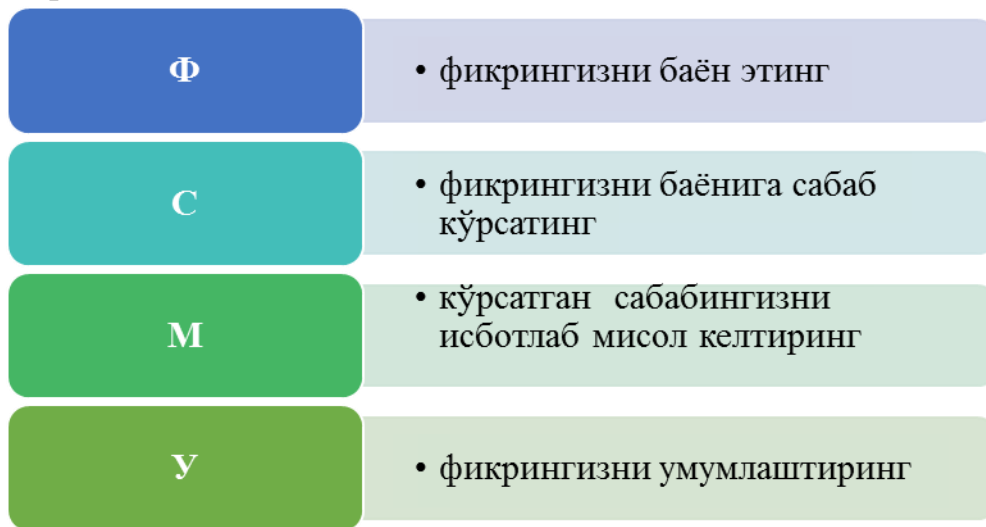 Ф
• фикрингизни баён этинг
С
• фикрингизни баёнига сабаб
кўрсатинг
М
• кўрсатган сабабингизни
исботлаб мисол келтиринг
У
• фикрингизни умумлаштиринг